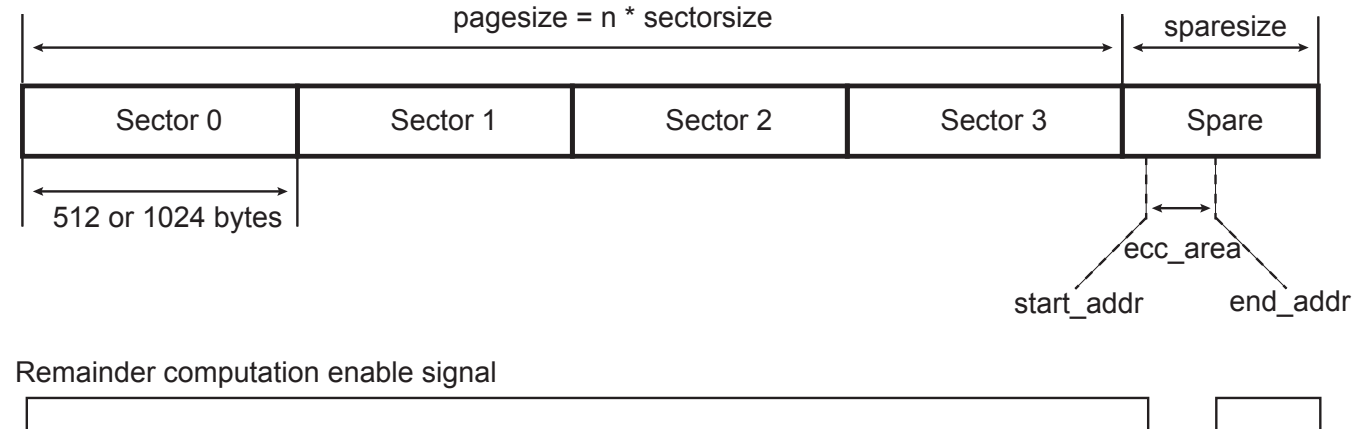 pagesize = n * sectorsize
sparesize
Sector 0
Sector 1
Sector 2
Sector 3
Spare
512 or 1024 bytes
ecc_area
start_addr
end_addr
Remainder computation enable signal